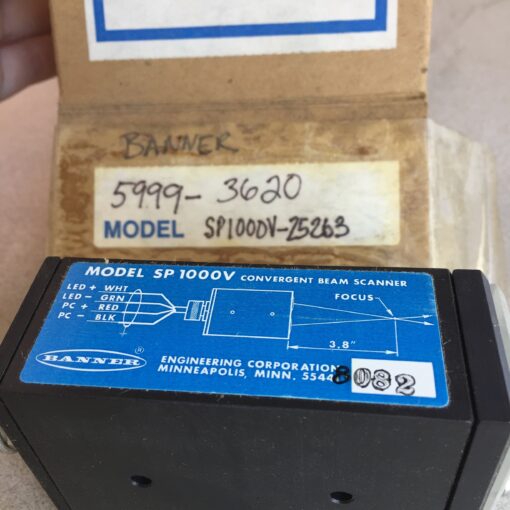 BANNER
5999-3620
MODEL SP1000V-25263
MODEL SP 1000V CONVERGENT BEAM SCANNER
LED + WHT
LED - GRN
PC + RED
PC - BLK
FOCUS
3.8"
BANNER ®
ENGINEERING CORPORATION
MINNEAPOLIS, MINN. 5544
8082